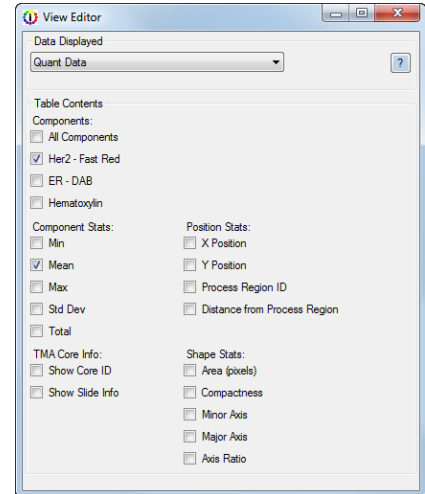 View Editor
Data Displayed
Quant Data
?
Table Contents
Components:
All Components
Her2 - Fast Red
ER - DAB
Hematoxylin
Component Stats:
Min
Mean
Max
Std Dev
Total
Position Stats:
X Position
Y Position
Process Region ID
Distance from Process Region
TMA Core Info:
Show Core ID
Show Slide Info
Shape Stats:
Area (pixels)
Compactness
Minor Axis
Major Axis
Axis Ratio